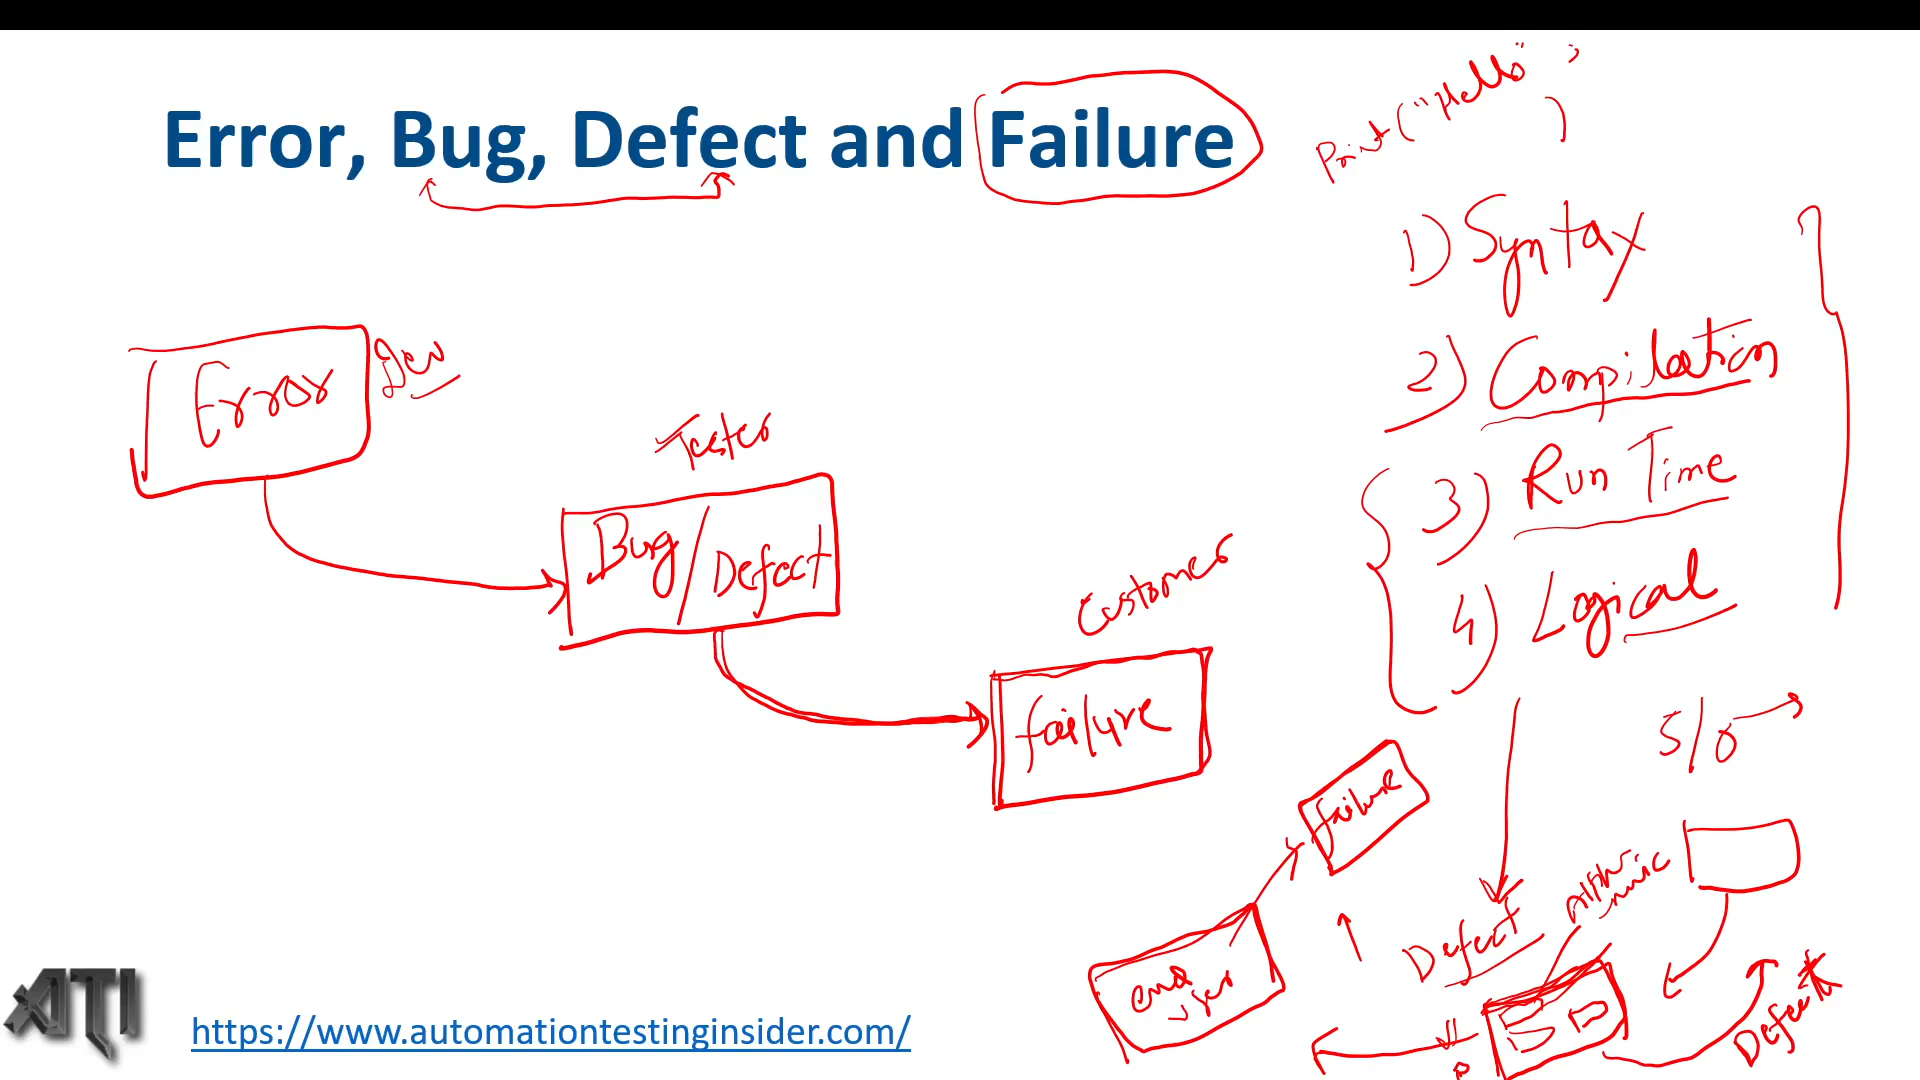 Error, Bug, Defect and Failure
Print("Hello" ;
)
1) Syntax
2) Compilation
3) Run Time
4) Logical
Error
Dev
Tester
Bug/Defect
Customer
failure
5/0
failure
Defect
end
user
Defect
ATI
https://www.automationtestinginsider.com/